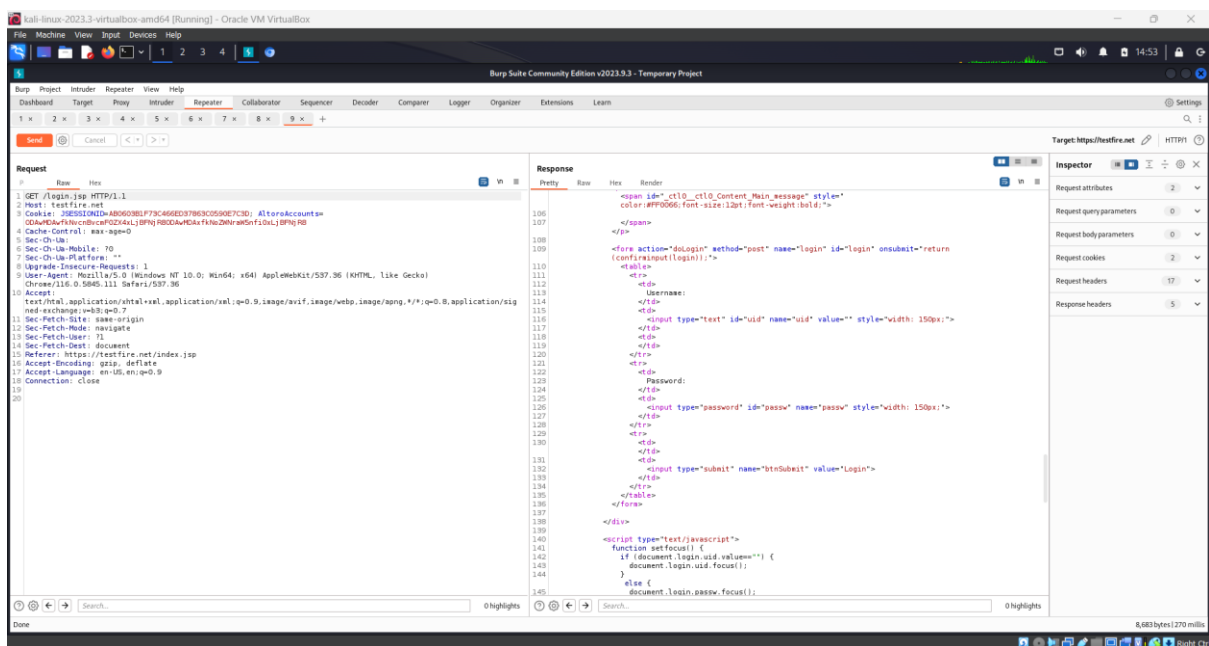 kali-linux-2023.3-virtualbox-amd64 [Running] - Oracle VM VirtualBox
File Machine View Input Devices Help
1 2 3 4
14:53
Burp Suite Community Edition v2023.9.3 - Temporary Project
Burp Project Intruder Repeater View Help
Dashboard Target Proxy Intruder Repeater Collaborator Sequencer Decoder Comparer Logger Organizer Extensions Learn
Settings
1 × 2 × 3 × 4 × 5 × 6 × 7 × 8 × 9 × +
Send Cancel < >
Target: https://testfire.net HTTP/1
Request
Raw Hex
\n
1 GET /login.jsp HTTP/1.1
2 Host: testfire.net
3 Cookie: AltoroAccounts=
4 Cache-Control: max-age=0
5 Sec-Ch-Ua:
6 Sec-Ch-Ua-Mobile: ?0
7 Sec-Ch-Ua-Platform: ""
8 Upgrade-Insecure-Requests: 1
9 User-Agent: Mozilla/5.0 (Windows NT 10.0; Win64; x64) AppleWebKit/537.36 (KHTML, like Gecko)
Chrome/116.0.5845.111 Safari/537.36
10 Accept:
text/html,application/xhtml+xml,application/xml;q=0.9,image/avif,image/webp,image/apng,*/*;q=0.8,application/sig
ned-exchange;v=b3;q=0.7
11 Sec-Fetch-Site: same-origin
12 Sec-Fetch-Mode: navigate
13 Sec-Fetch-User: ?1
14 Sec-Fetch-Dest: document
15 Referer: https://testfire.net/index.jsp
16 Accept-Encoding: gzip, deflate
17 Accept-Language: en-US,en;q=0.9
18 Connection: close
19
20
Search...
0 highlights
Response
Pretty Raw Hex Render
\n
<span id="_ctl0__ctl0_Content_Main_message" style="
color:#FF0066;font-size:12pt;font-weight:bold;">
106
107 </span>
</p>
108
109 <form action="doLogin" method="post" name="login" id="login" onsubmit="return
(confirminput(login));">
110 <table>
111 <tr>
112 <td>
113 Username:
114 </td>
115 <td>
116 <input type="text" id="uid" name="uid" value="" style="width: 150px;">
117 </td>
118 <td>
119 </td>
120 </tr>
121 <tr>
122 <td>
123 Password:
124 </td>
125 <td>
126 <input type="password" id="passw" name="passw" style="width: 150px;">
127 </td>
128 </tr>
129 <tr>
130 <td>
</td>
131 <td>
132 <input type="submit" name="btnSubmit" value="Login">
133 </td>
134 </tr>
135 </table>
136 </form>
137
138 </div>
139
140 <script type="text/javascript">
141 function setfocus() {
142 if (document.login.uid.value=="") {
143 document.login.uid.focus();
144 }
else {
145 document.login.passw.focus();
Search...
0 highlights
Inspector
Request attributes 2
Request query parameters 0
Request body parameters 0
Request cookies 2
Request headers 17
Response headers 5
Done
8,683 bytes | 270 millis
Right Ctrl